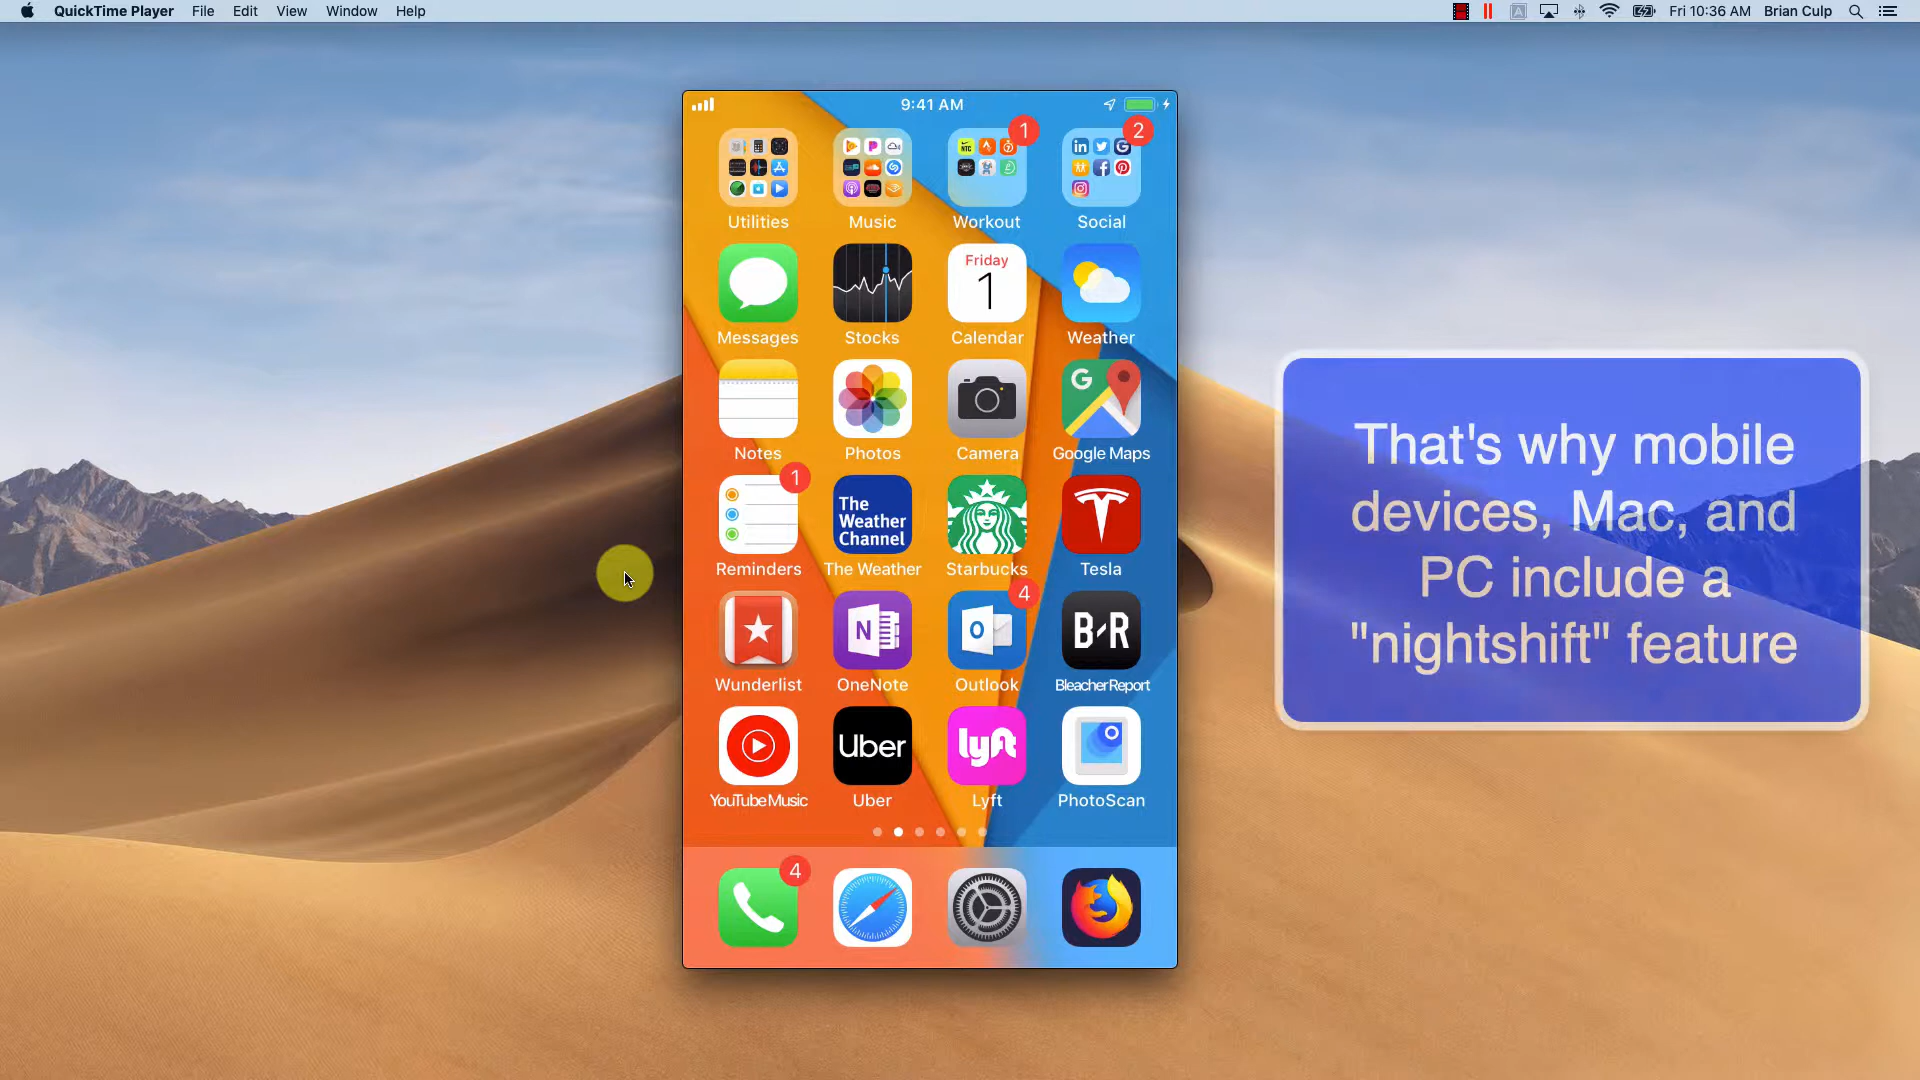 QuickTime Player File Edit View Window Help
Fri 10:36 AM Brian Culp
9:41 AM
1
2
Utilities Music Workout Social
Friday
1
Messages Stocks Calendar Weather
G
Notes Photos Camera Google Maps
1
The
Weather
Channel
Reminders The Weather Starbucks Tesla
4
N
O
B-R
Wunderlist OneNote Outlook Bleacher Report
Uber
lyft
YouTube Music Uber Lyft PhotoScan
4
That's why mobile
devices, Mac, and
PC include a
"nightshift" feature